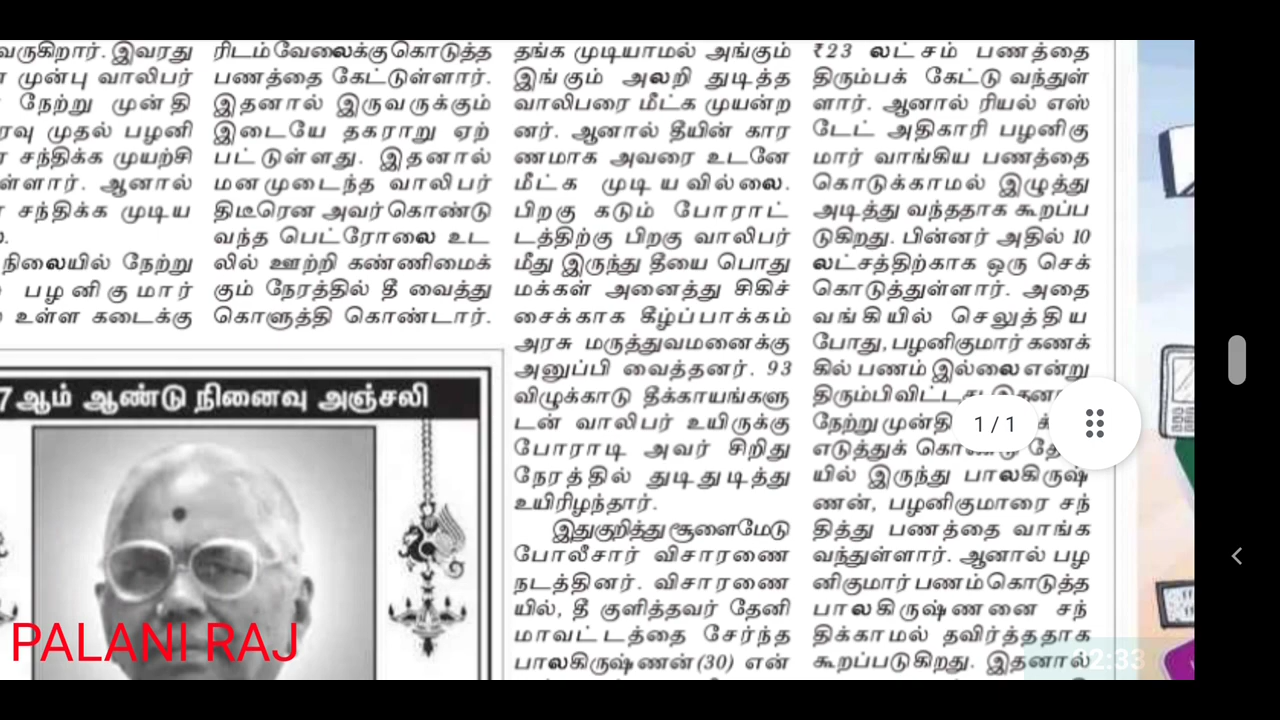 வருகிறார். இவரது
முன்பு வாலிபர்
நேற்று முன்தி
முதல் பழனி
சந்திக்க முயற்சி
ள்ளார். ஆனால்
சந்திக்க முடிய
நிலையில் நேற்று
பழனிகுமார்
உள்ள கடைக்கு
ரிடம் வேலைக்கு கொடுத்த
பணத்தை கேட்டுள்ளார்.
இதனால் இருவருக்கும்
இடையே தகராறு ஏற்
பட்டுள்ளது. இதனால்
மனமுடைந்த வாலிபர்
திடீரென அவர் கொண்டு
வந்த பெட்ரோலை உட
லில் ஊற்றி கண்ணிமைக்
கும் நேரத்தில் தீ வைத்து
கொளுத்தி கொண்டார்.
7ஆம் ஆண்டு நினைவு அஞ்சலி
PALANI RAJ
தங்க முடியாமல் அங்கும்
இங்கும் அலறி துடித்த
வாலிபரை மீட்க முயன்ற
னர். ஆனால் தீயின் கார
ணமாக அவரை உடனே
மீட்க முடியவில்லை.
பிறகு கடும் போராட்
டத்திற்கு பிறகு வாலிபர்
மீது இருந்து தீயை பொது
மக்கள் அனைத்து சிகிச்
சைக்காக கீழ்ப்பாக்கம்
அரசு மருத்துவமனைக்கு
அனுப்பி வைத்தனர். 93
விழுக்காடு தீக்காயங்களு
டன் வாலிபர் உயிருக்கு
போராடி அவர் சிறிது
நேரத்தில் துடிதுடித்து
உயிரிழந்தார்.
இதுகுறித்து சூளைமேடு
போலீசார் விசாரணை
நடத்தினர். விசாரணை
யில், தீ குளித்தவர் தேனி
மாவட்டத்தை சேர்ந்த
பாலகிருஷ்ணன் (30) என்
₹23 லட்சம் பணத்தை
திரும்பக் கேட்டு வந்துள்
ளார். ஆனால் ரியல் எஸ்
டேட் அதிகாரி பழனிகு
மார் வாங்கிய பணத்தை
கொடுக்காமல் இழுத்து
அடித்து வந்ததாக கூறப்ப
டுகிறது. பின்னர் அதில் 10
லட்சத்திற்காக ஒரு செக்
கொடுத்துள்ளார். அதை
வங்கியில் செலுத்திய
போது, பழனிகுமார் கணக்
கில் பணம் இல்லை என்று
திரும்பிவிட்டது
நேற்று முன்தி
எடுத்துக் கொண்டு
யில் இருந்து பாலகிருஷ்
ணன், பழனிகுமாரை சந்
தித்து பணத்தை வாங்க
வந்துள்ளார். ஆனால் பழ
னிகுமார் பணம் கொடுத்த
பாலகிருஷ்ணனை சந்
திக்காமல் தவிர்த்ததாக
கூறப்படுகிறது. இதனால்
1 / 1